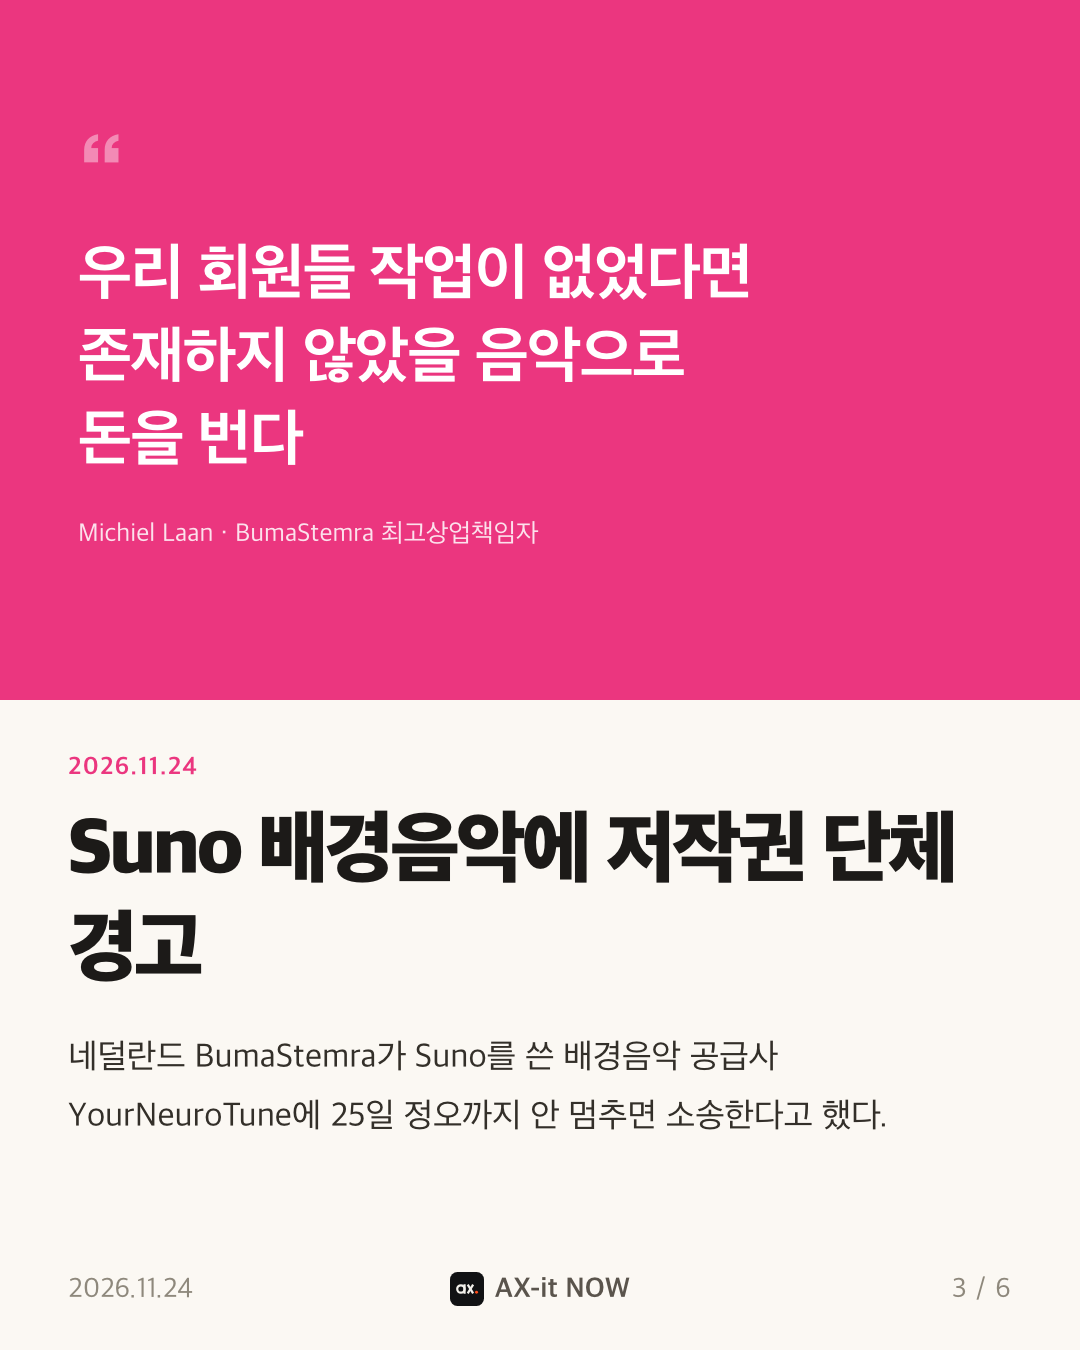 “
우리 회원들 작업이 없었다면
존재하지 않았을 음악으로
돈을 번다
Michiel Laan · BumaStemra 최고상업책임자
2026.11.24
Suno 배경음악에 저작권 단체
경고
네덜란드 BumaStemra가 Suno를 쓴 배경음악 공급사
YourNeuroTune에 25일 정오까지 안 멈추면 소송한다고 했다.
2026.11.24
ax.
AX-it NOW
3 / 6